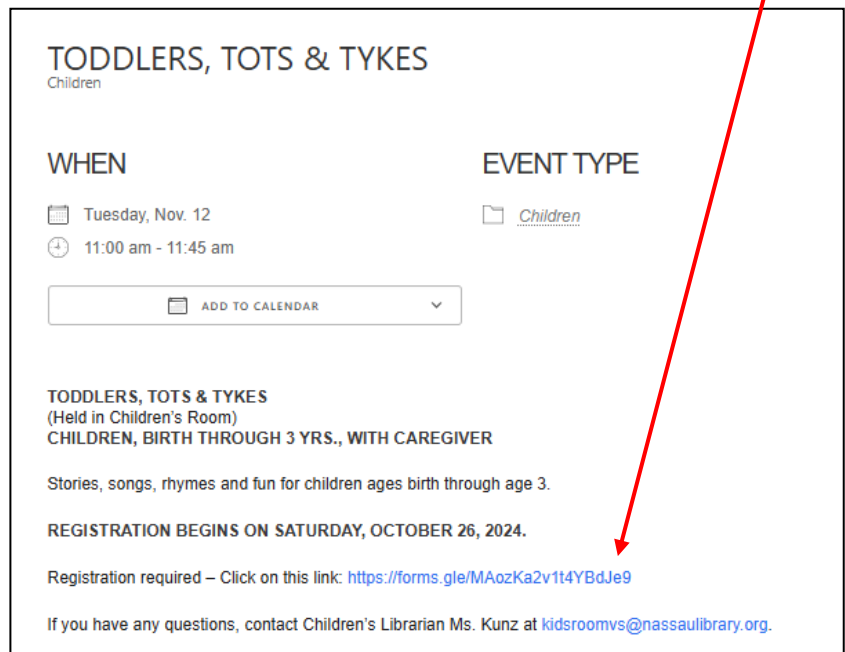 TODDLERS, TOTS & TYKES
Children
WHEN
Tuesday, Nov. 12
11:00 am - 11:45 am
ADD TO CALENDAR
EVENT TYPE
Children
TODDLERS, TOTS & TYKES
(Held in Children's Room)
CHILDREN, BIRTH THROUGH 3 YRS., WITH CAREGIVER
Stories, songs, rhymes and fun for children ages birth through age 3.
REGISTRATION BEGINS ON SATURDAY, OCTOBER 26, 2024.
Registration required – Click on this link: https://forms.gle/MAozKa2v1t4YBdJe9
If you have any questions, contact Children's Librarian Ms. Kunz at kidsroomvs@nassaulibrary.org.